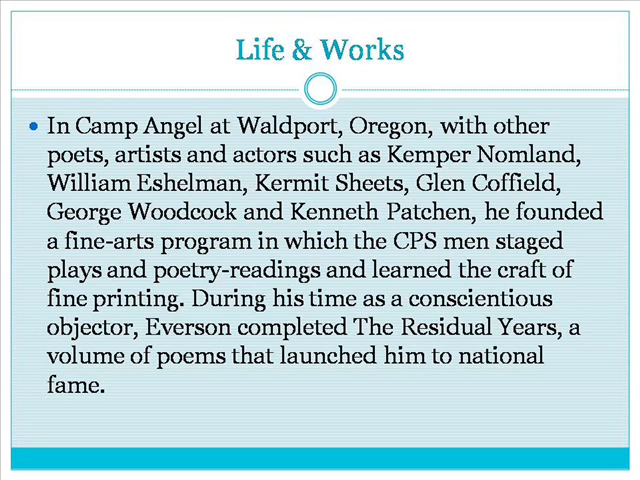 Life & Works
• In Camp Angel at Waldport, Oregon, with other
poets, artists and actors such as Kemper Nomland,
William Eshelman, Kermit Sheets, Glen Coffield,
George Woodcock and Kenneth Patchen, he founded
a fine-arts program in which the CPS men staged
plays and poetry-readings and learned the craft of
fine printing. During his time as a conscientious
objector, Everson completed The Residual Years, a
volume of poems that launched him to national
fame.